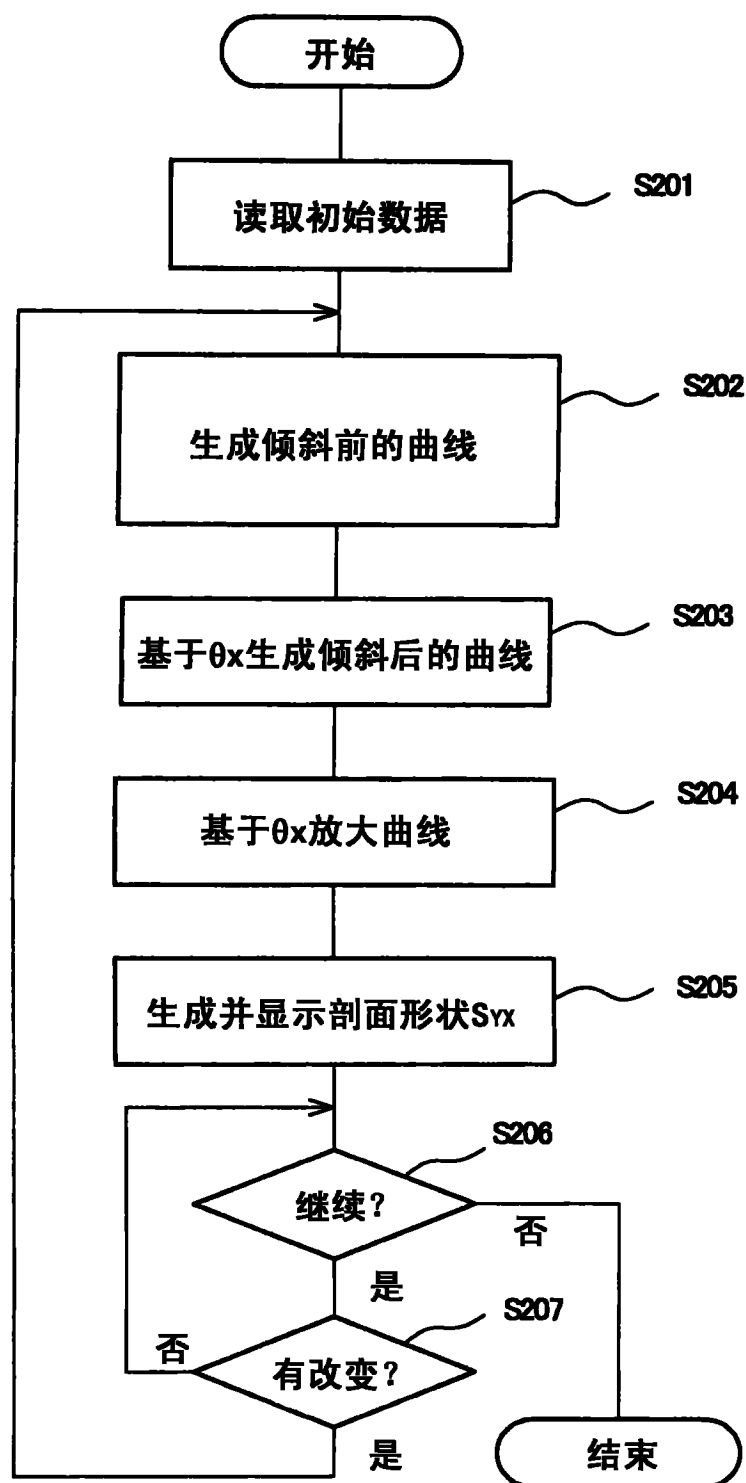 开始
S201
读取初始数据
S202
生成倾斜前的曲线
S203
基于θx生成倾斜后的曲线
S204
基于θx放大曲线
S205
生成并显示剖面形状SYX
S206
继续?
否
是
S207
否
有改变?
是
结束